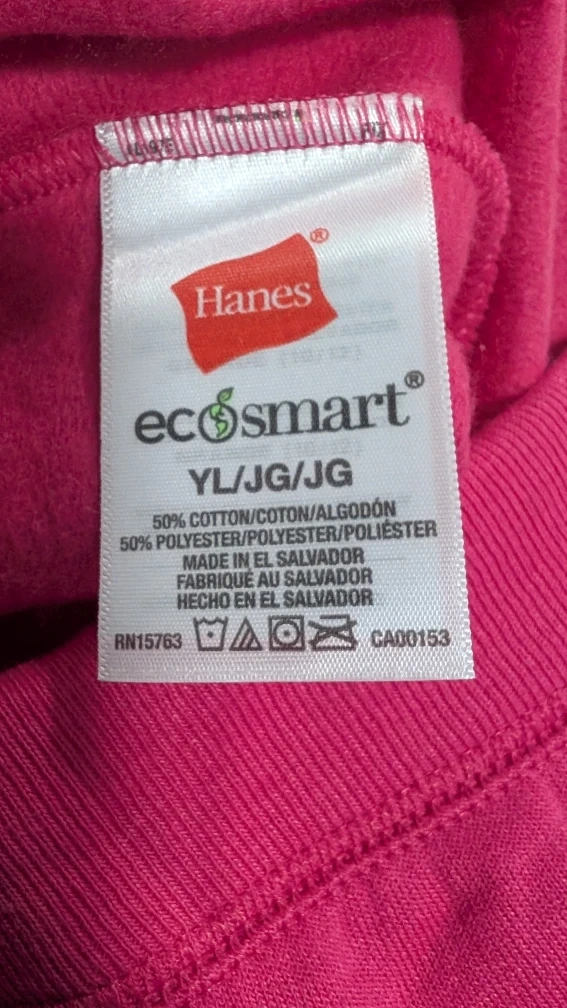 Hanes®
ecosmart®
YL/JG/JG
50% COTTON/COTON/ALGODÓN
50% POLYESTER/POLYESTER/POLIÉSTER
MADE IN EL SALVADOR
FABRIQUÉ AU SALVADOR
HECHO EN EL SALVADOR
RN15763 CA00153